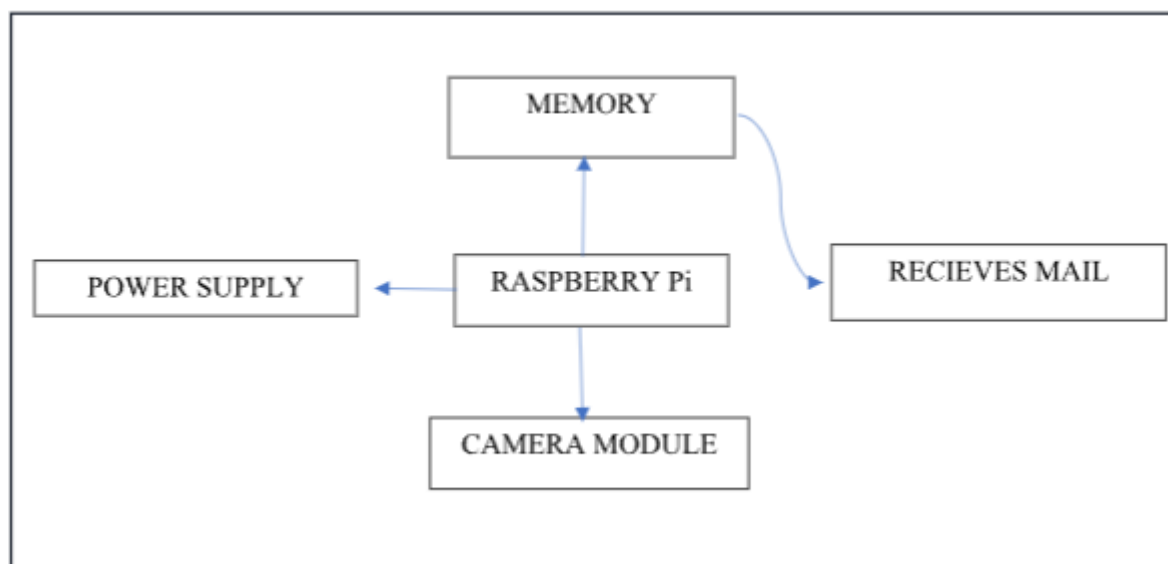 MEMORY
POWER SUPPLY
RASPBERRY Pi
RECIEVES MAIL
CAMERA MODULE